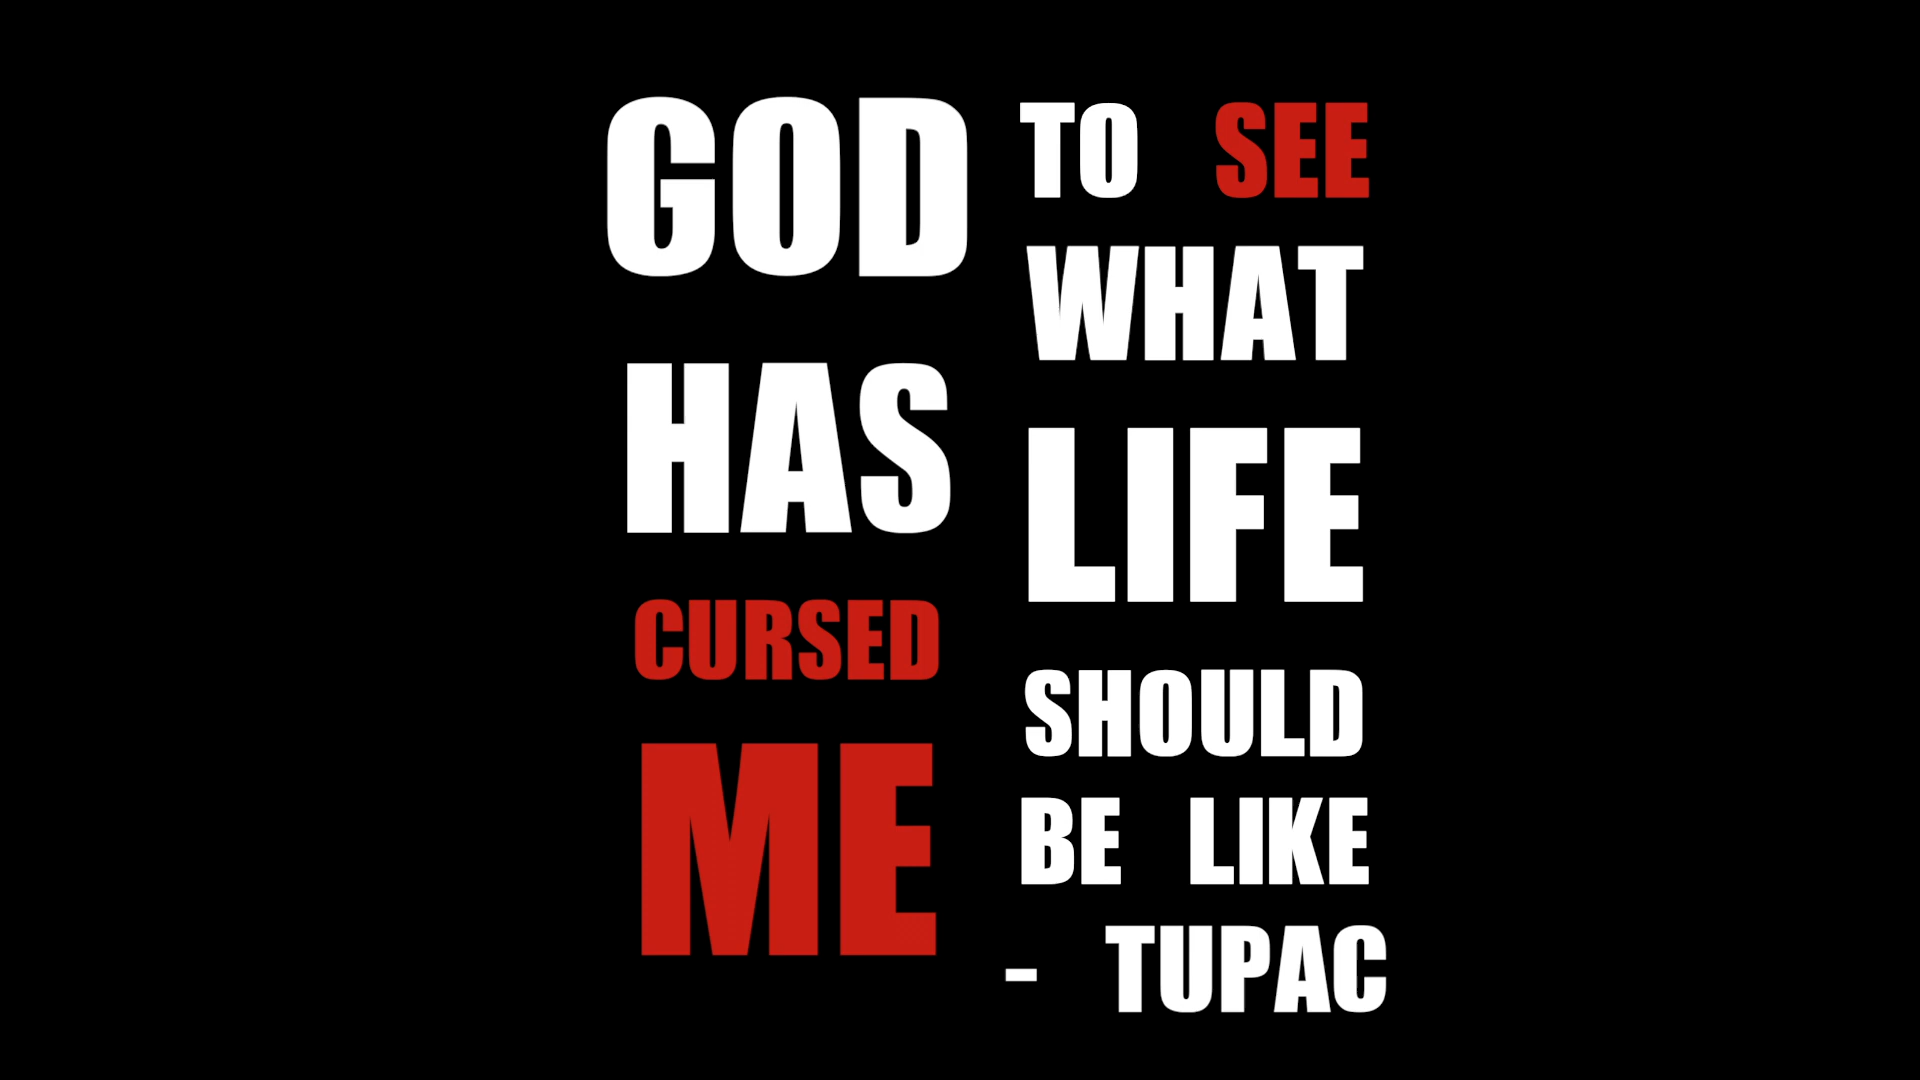 GOD
HAS
CURSED
ME
TO SEE
WHAT
LIFE
SHOULD
BE LIKE
- TUPAC